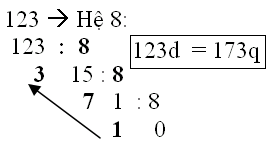 123 → Hệ 8:
123 : 8
123d = 173q
3 15 : 8
7 1 : 8
1 0